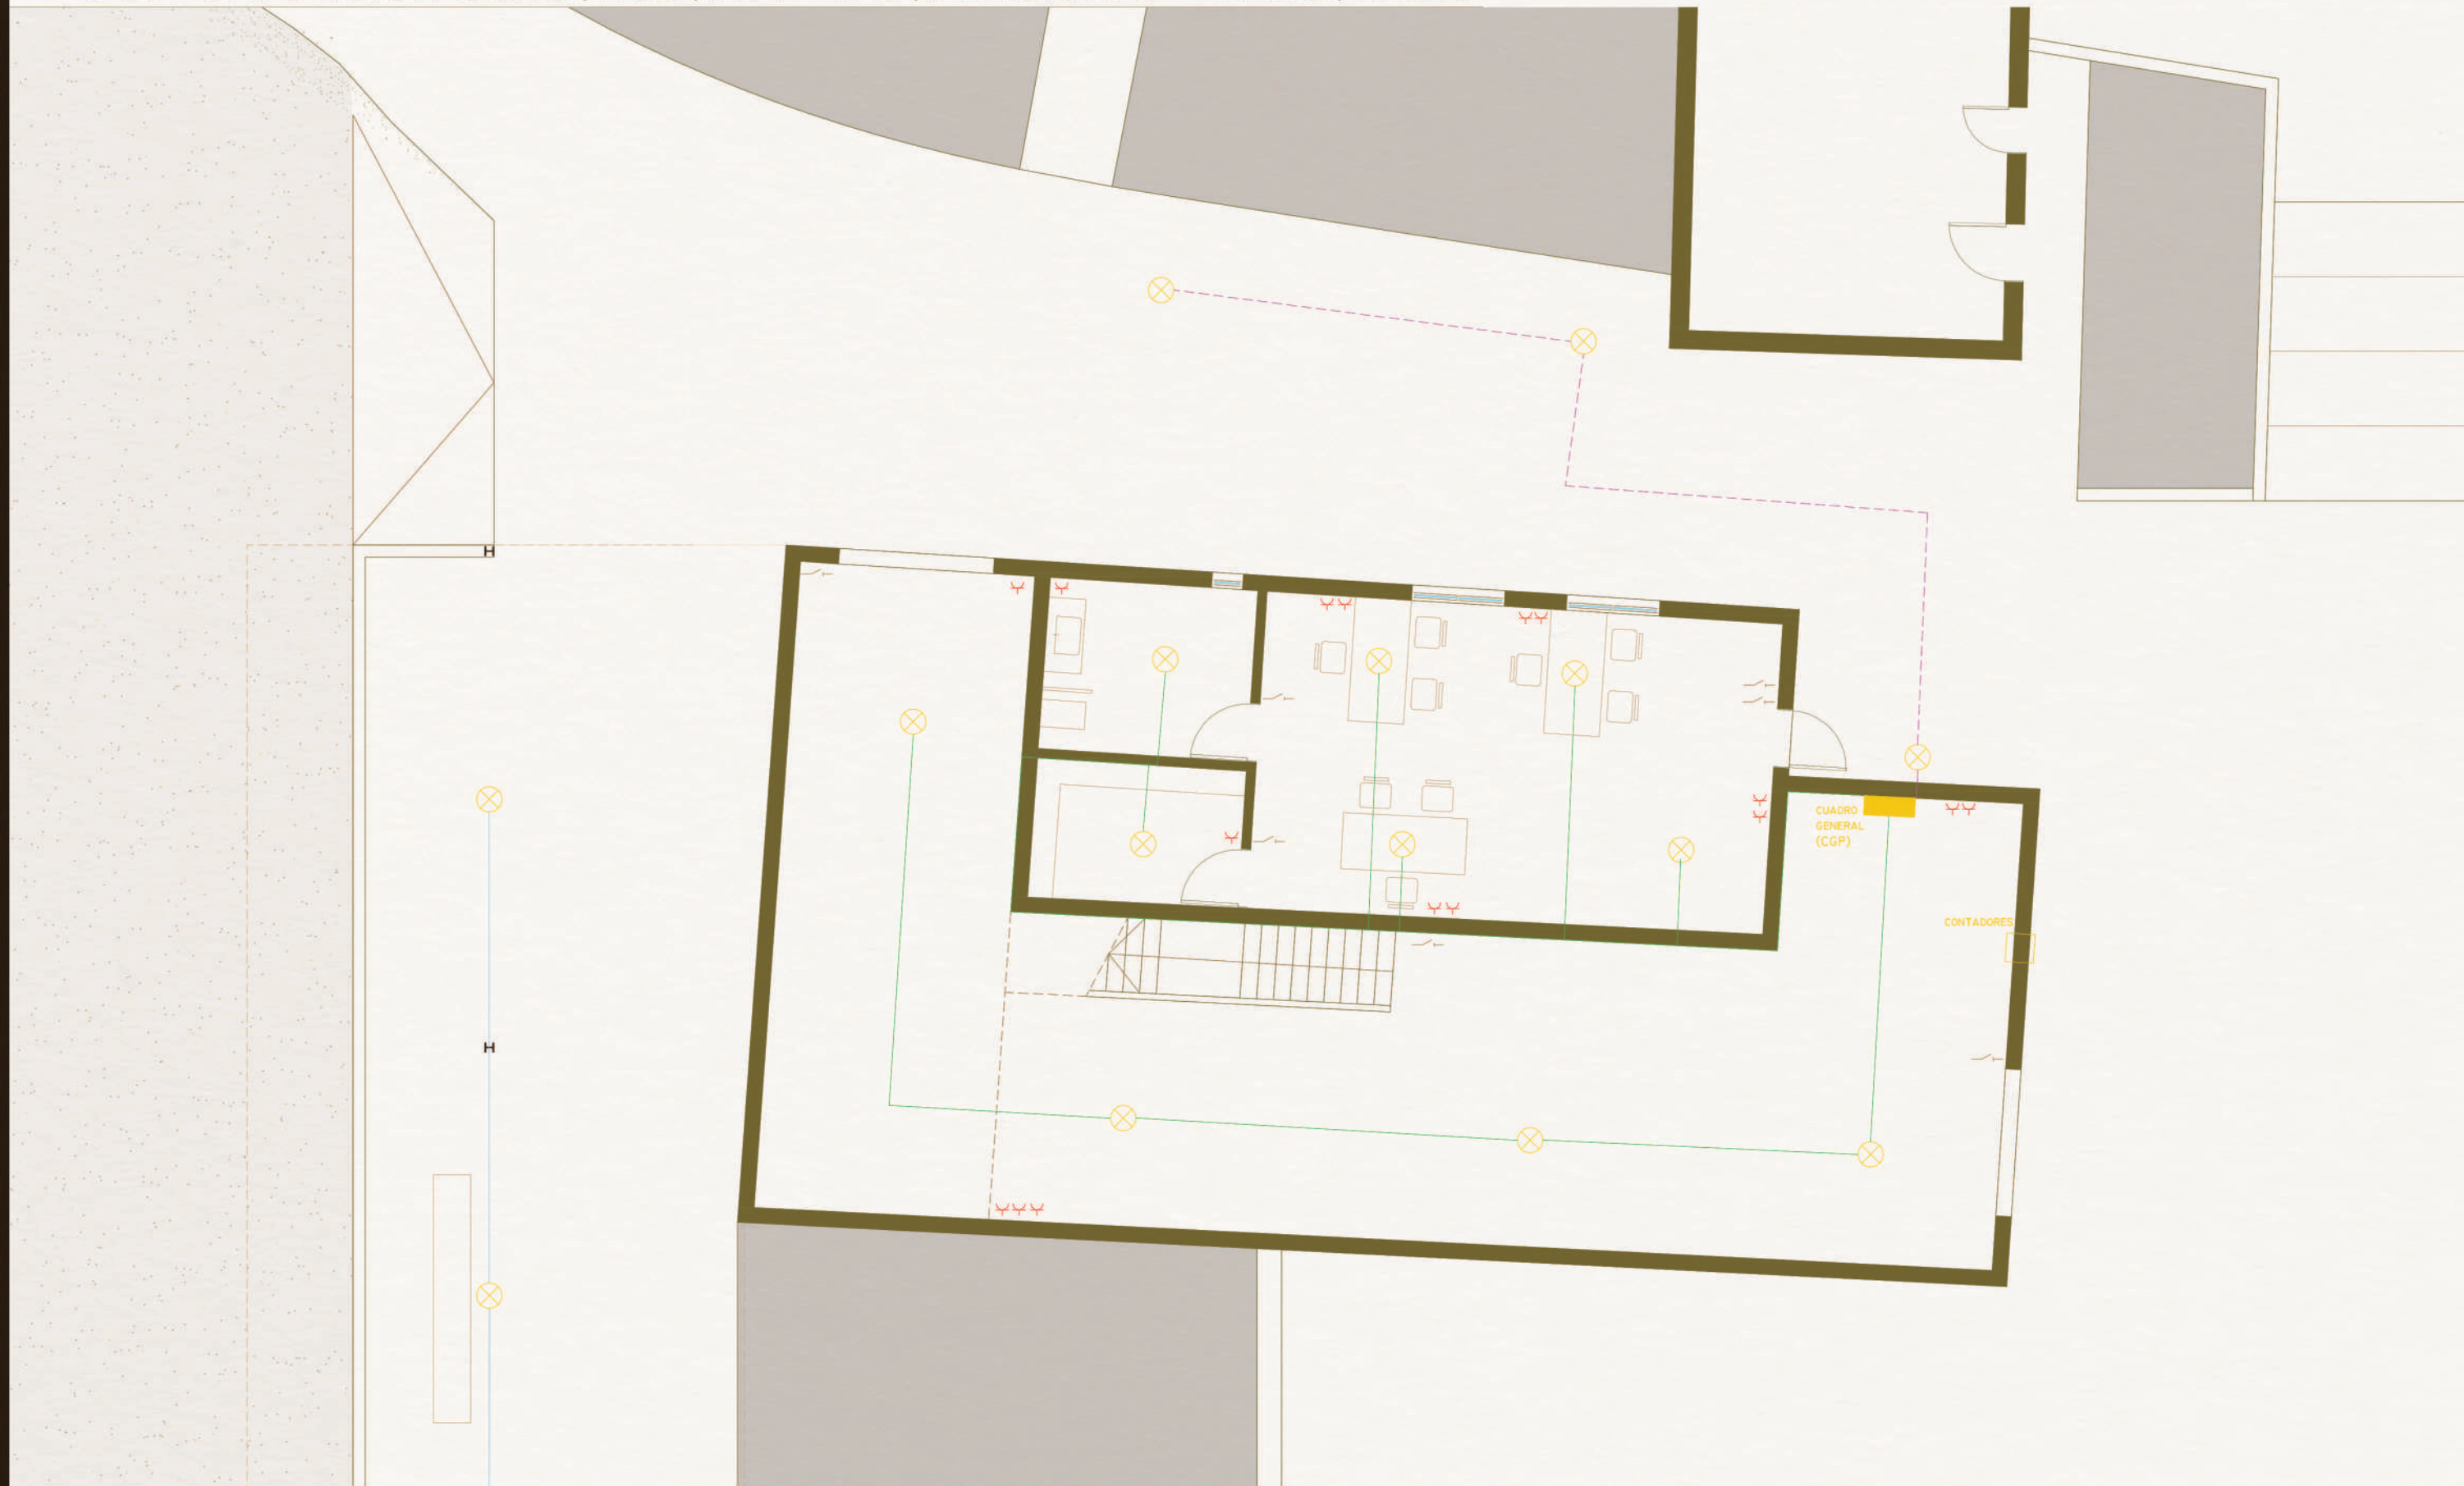 H
CUADRO
GENERAL
(CGP)
CONTADORES
H